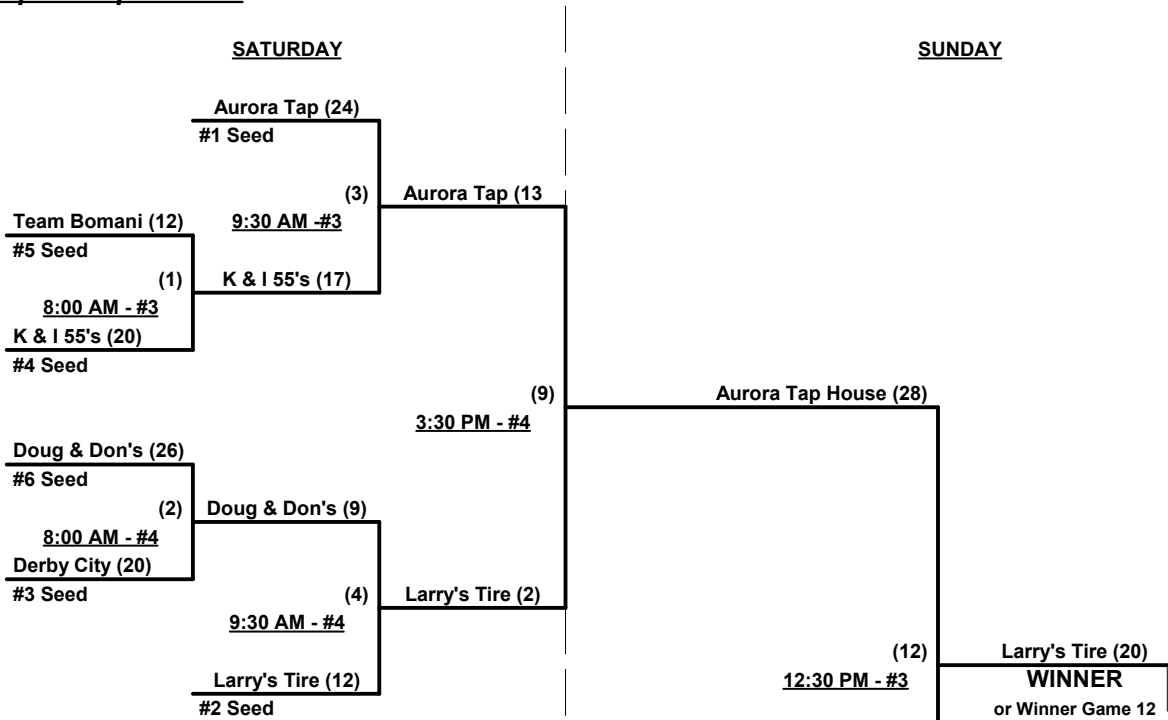 SATURDAY
SUNDAY
Aurora Tap (24)
#1 Seed
(3)
Aurora Tap (13
9:30 AM -#3
Team Bomani (12)
#5 Seed
(1)
K & I 55's (17)
8:00 AM - #3
K & I 55's (20)
#4 Seed
(9)
Aurora Tap House (28)
3:30 PM - #4
Doug & Don's (26)
#6 Seed
(2)
Doug & Don's (9)
8:00 AM - #4
Derby City (20)
#3 Seed
(4)
Larry's Tire (2)
9:30 AM - #4
(12)
Larry's Tire (20)
12:30 PM - #3
WINNER
or Winner Game 12
Larry's Tire (12)
#2 Seed